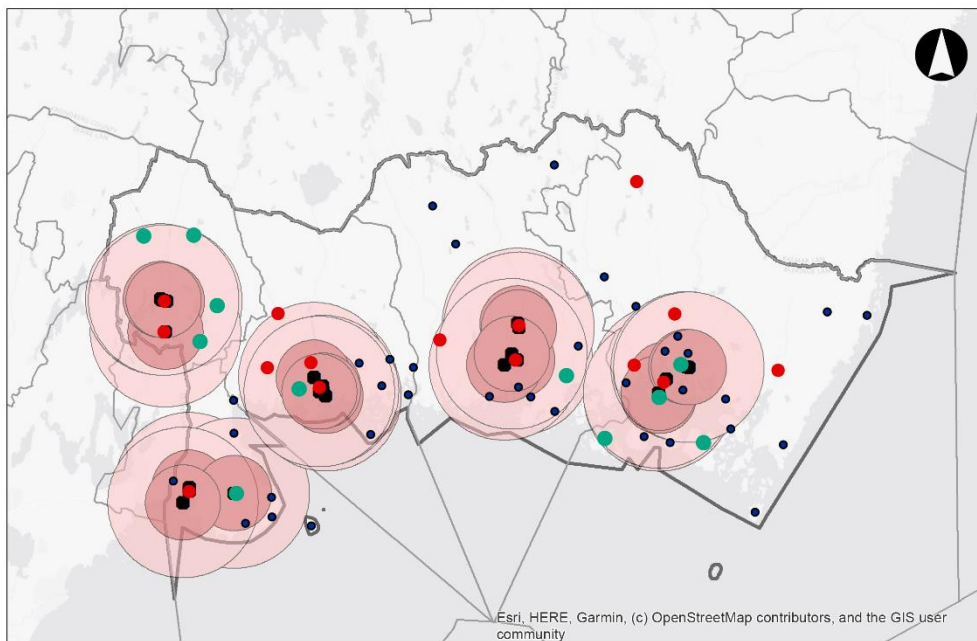 Esri, HERE, Garmin, (c) OpenStreetMap contributors, and the GIS user
community